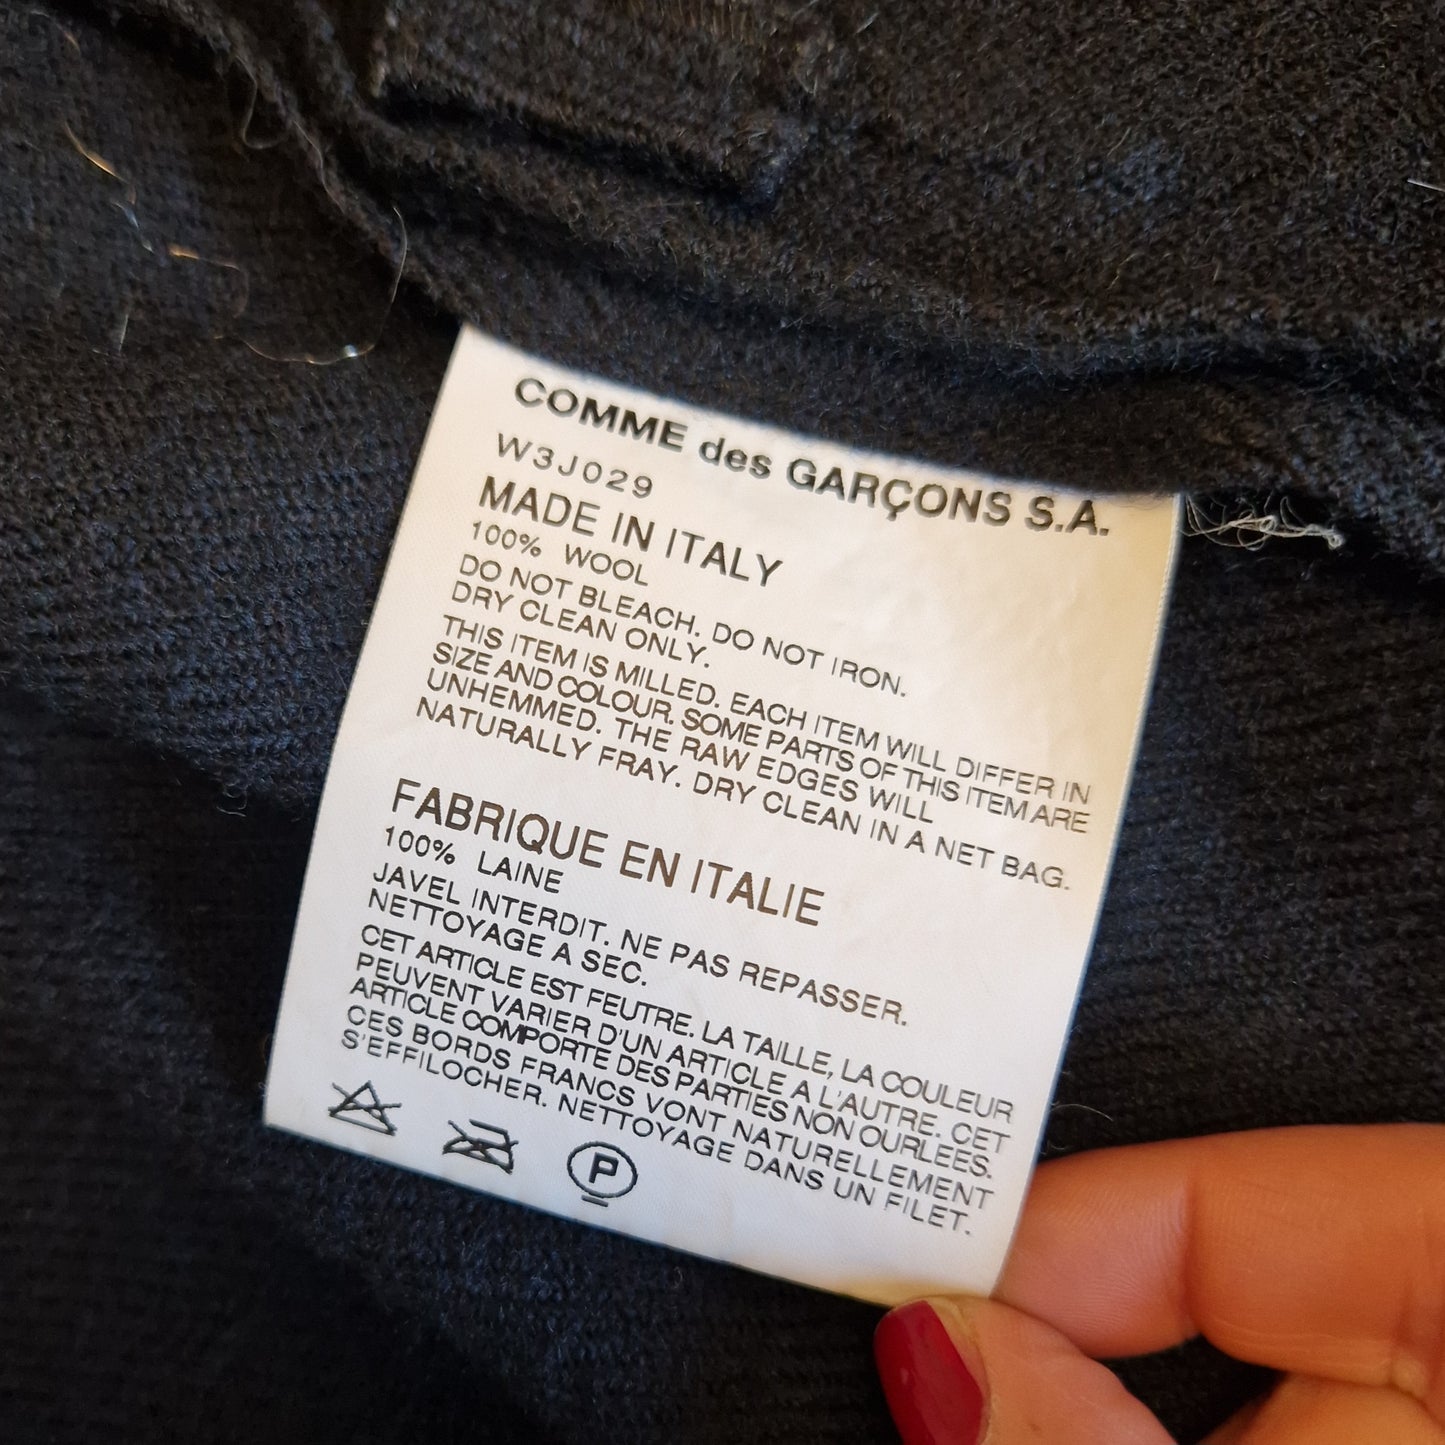 COMME des GARÇONS S.A.
W3J029
MADE IN ITALY
100% WOOL
DO NOT BLEACH. DO NOT IRON.
DRY CLEAN ONLY.
THIS ITEM IS MILLED. EACH ITEM WILL DIFFER IN
SIZE AND COLOUR. SOME PARTS OF THIS ITEM ARE
UNHEMMED. THE RAW EDGES WILL
NATURALLY FRAY. DRY CLEAN IN A NET BAG.
FABRIQUE EN ITALIE
100% LAINE
JAVEL INTERDIT. NE PAS REPASSER.
NETTOYAGE A SEC.
CET ARTICLE EST FEUTRE. LA TAILLE, LA COULEUR
PEUVENT VARIER D'UN ARTICLE A L'AUTRE. CET
ARTICLE COMPORTE DES PARTIES NON OURLEES.
CES BORDS FRANCS VONT NATURELLEMENT
S'EFFILOCHER. NETTOYAGE DANS UN FILET.
P